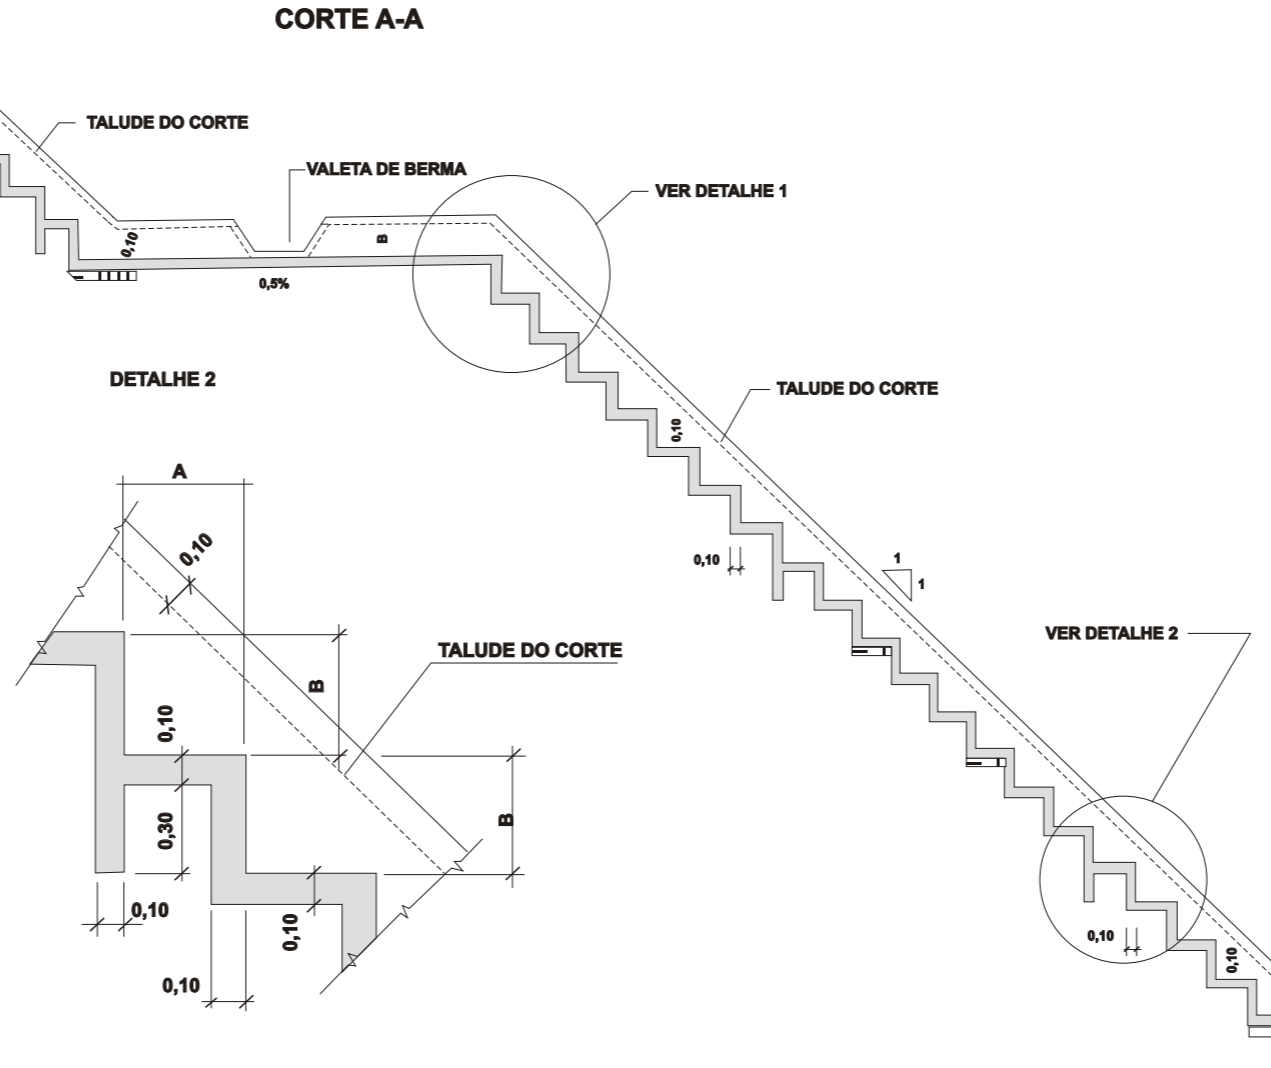 CORTE A-A
TALUDE DO CORTE
VALETA DE BERMA
VER DETALHE 1
0,10
B
0,5%
DETALHE 2
TALUDE DO CORTE
0,10
A
0,10
0,10
1
1
VER DETALHE 2
TALUDE DO CORTE
B
0,10
0,30
B
0,10
0,10
0,10
0,10
0,10